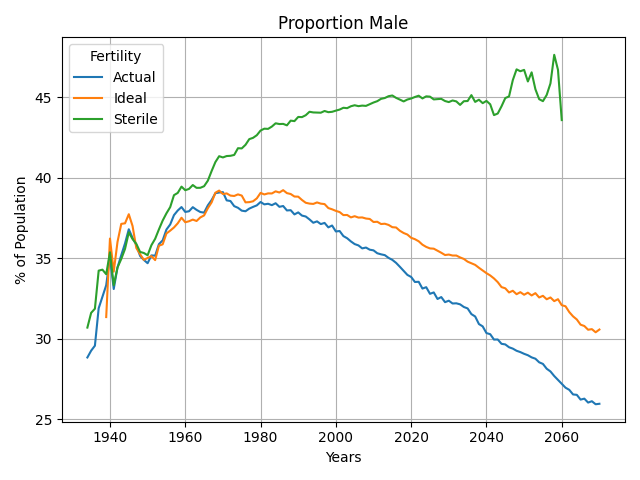 Proportion Male
Fertility
Actual
Ideal
Sterile
% of Population
45
40
35
30
25
1940 1960 1980 2000 2020 2040 2060
Years